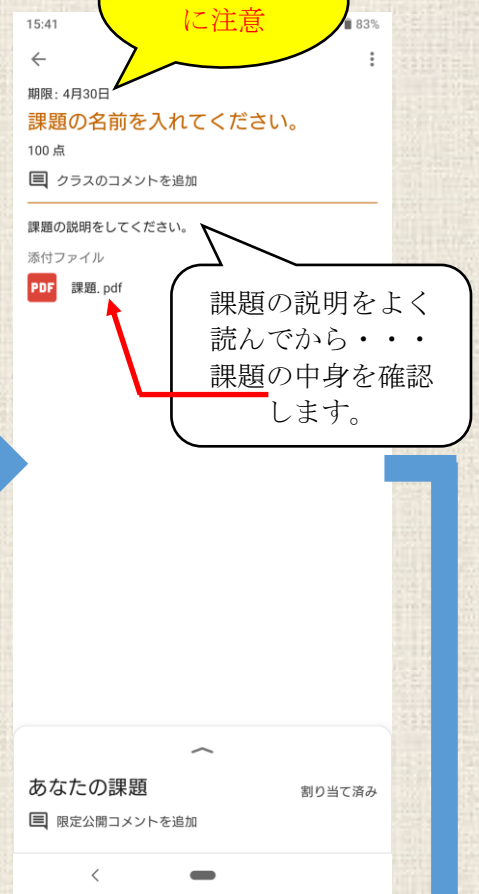 に注意
15:41
83%
期限: 4月30日
課題の名前を入れてください。
100 点
クラスのコメントを追加
課題の説明をしてください。
添付ファイル
PDF 課題.pdf
課題の説明をよく
読んでから・・・
課題の中身を確認
します。
あなたの課題
割り当て済み
限定公開コメントを追加